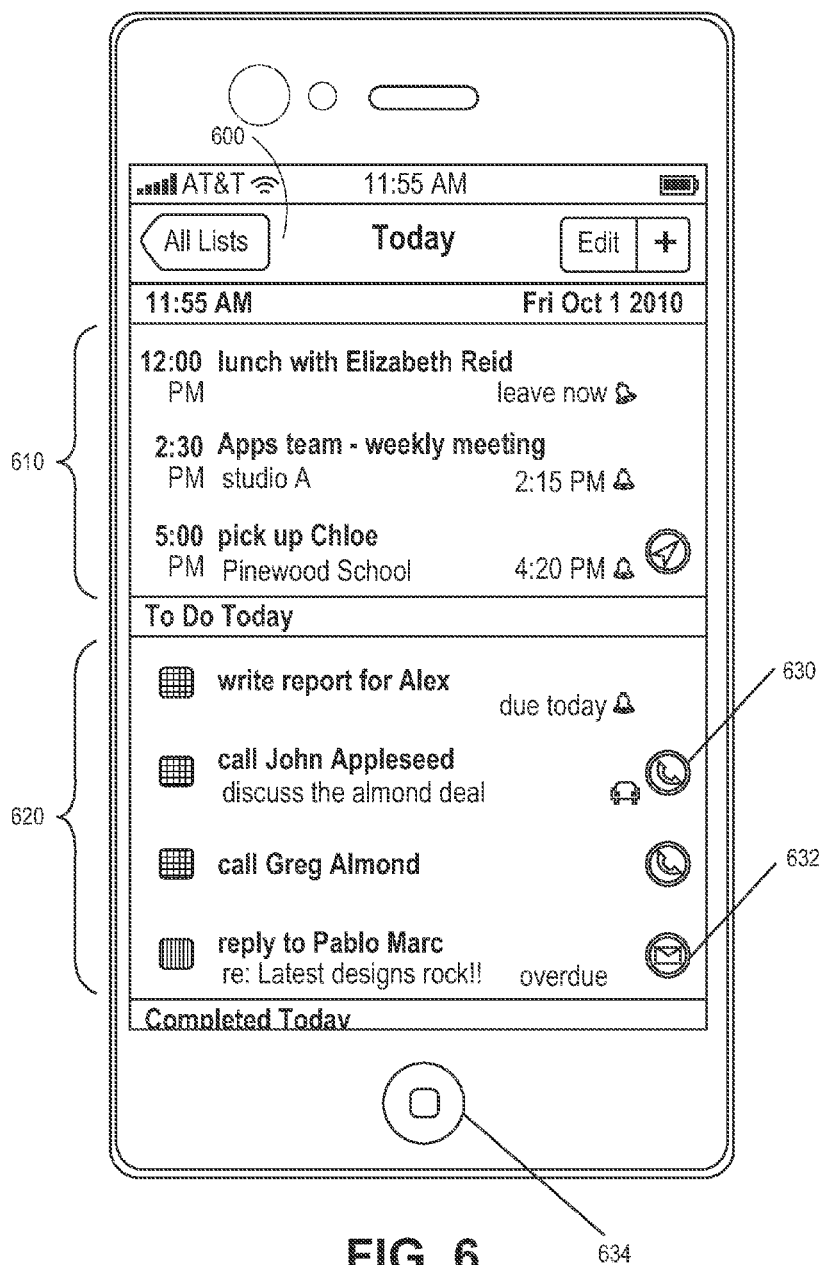 600
AT&T 11:55 AM
All Lists Today Edit +
11:55 AM Fri Oct 1 2010
610
12:00 lunch with Elizabeth Reid
PM leave now
2:30 Apps team - weekly meeting
PM studio A 2:15 PM
5:00 pick up Chloe
PM Pinewood School 4:20 PM
To Do Today
620
write report for Alex
due today
630
call John Appleseed
discuss the almond deal
call Greg Almond
632
reply to Pablo Marc
re: Latest designs rock!! overdue
Completed Today
634
FIG. 6